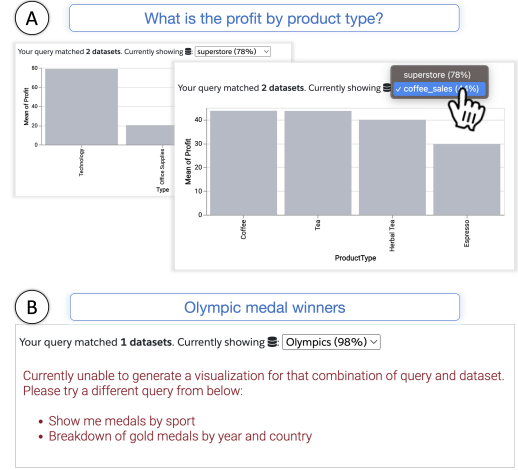 A
What is the profit by product type?
Your query matched 2 datasets. Currently showing : superstore (78%)
80
60
40
20
0
Mean of Profit
Technology
Office Supplies
Type
Your query matched 2 datasets. Currently showing
superstore (78%)
✓ coffee_sales
40
30
20
10
0
Mean of Profit
Coffee
Tea
Herbal Tea
Espresso
ProductType
B
Olympic medal winners
Your query matched 1 datasets. Currently showing : Olympics (98%)
Currently unable to generate a visualization for that combination of query and dataset.
Please try a different query from below:
• Show me medals by sport
• Breakdown of gold medals by year and country